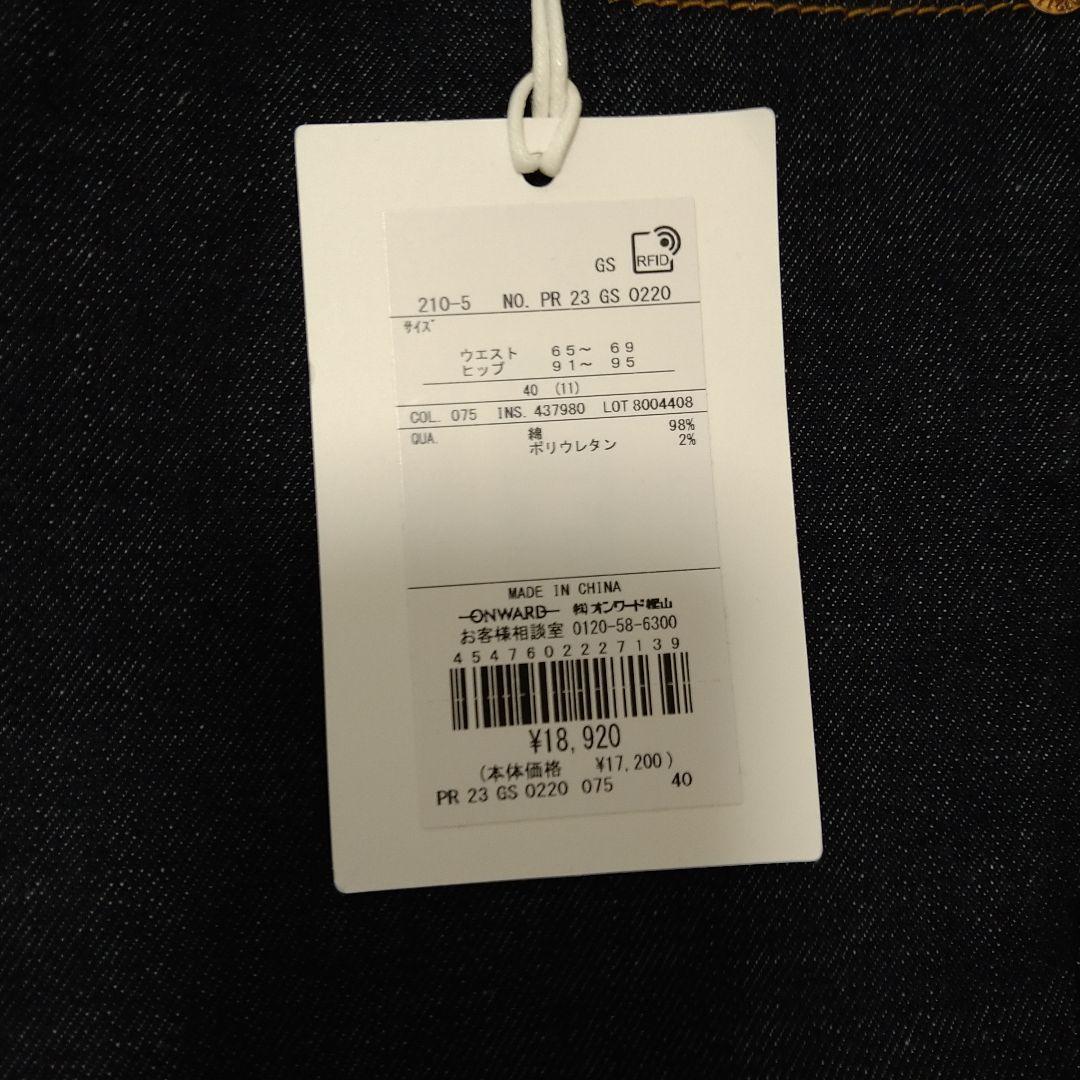 GS RFID
210-5 NO. PR 23 GS 0220
サイズ
ウエスト 65～ 69
ヒップ 91～ 95
40 (11)
COL. 075 INS. 437980 LOT 8004408
QUA. 綿 98%
ポリウレタン 2%
MADE IN CHINA
ONWARD ㈱オンワード樫山
お客様相談室 0120-58-6300
4547602227139
¥18,920
(本体価格 ¥17,200)
PR 23 GS 0220 075 40